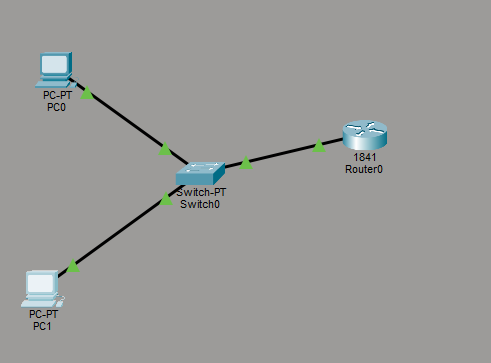 PC-PT
PC0
1841
Router0
Switch-PT
Switch0
PC-PT
PC1